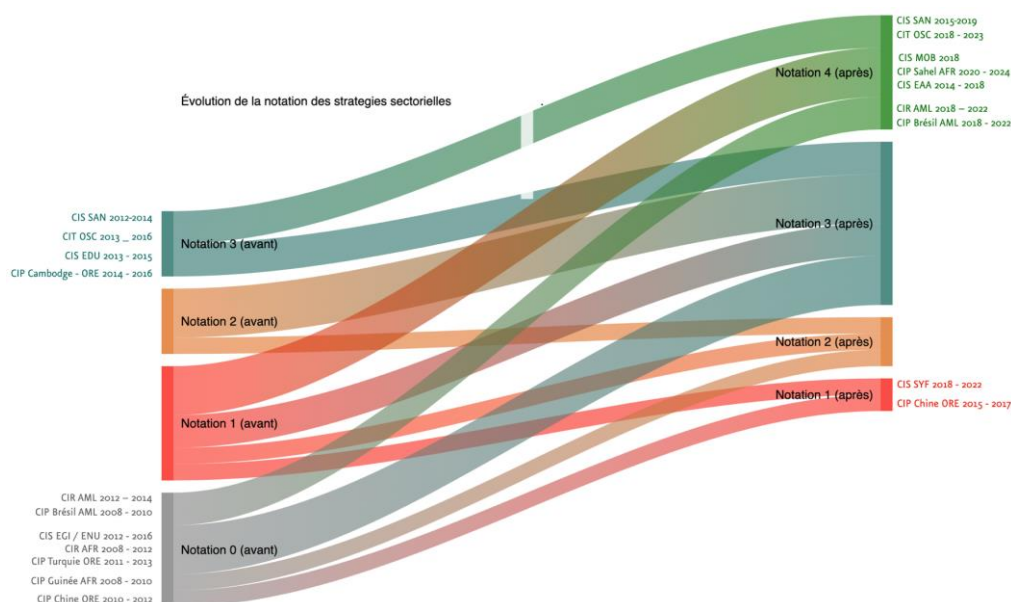 Évolution de la notation des strategies sectorielles
CIS SAN 2012-2014
CIT OSC 2013 _ 2016
CIS EDU 2013 - 2015
CIP Cambodge - ORE 2014 - 2016
Notation 3 (avant)
Notation 2 (avant)
Notation 1 (avant)
CIR AML 2012 – 2014
CIP Brésil AML 2008 - 2010
CIS EGI / ENU 2012 - 2016
CIR AFR 2008 - 2012
CIP Turquie ORE 2011 - 2013
CIP Guinée AFR 2008 - 2010
CIP Chine ORE 2010 - 2012
Notation 0 (avant)
Notation 4 (après)
CIS SAN 2015-2019
CIT OSC 2018 - 2023
CIS MOB 2018
CIP Sahel AFR 2020 - 2024
CIS EAA 2014 - 2018
CIR AML 2018 – 2022
CIP Brésil AML 2018 - 2022
Notation 3 (après)
Notation 2 (après)
Notation 1 (après)
CIS SYF 2018 - 2022
CIP Chine ORE 2015 - 2017